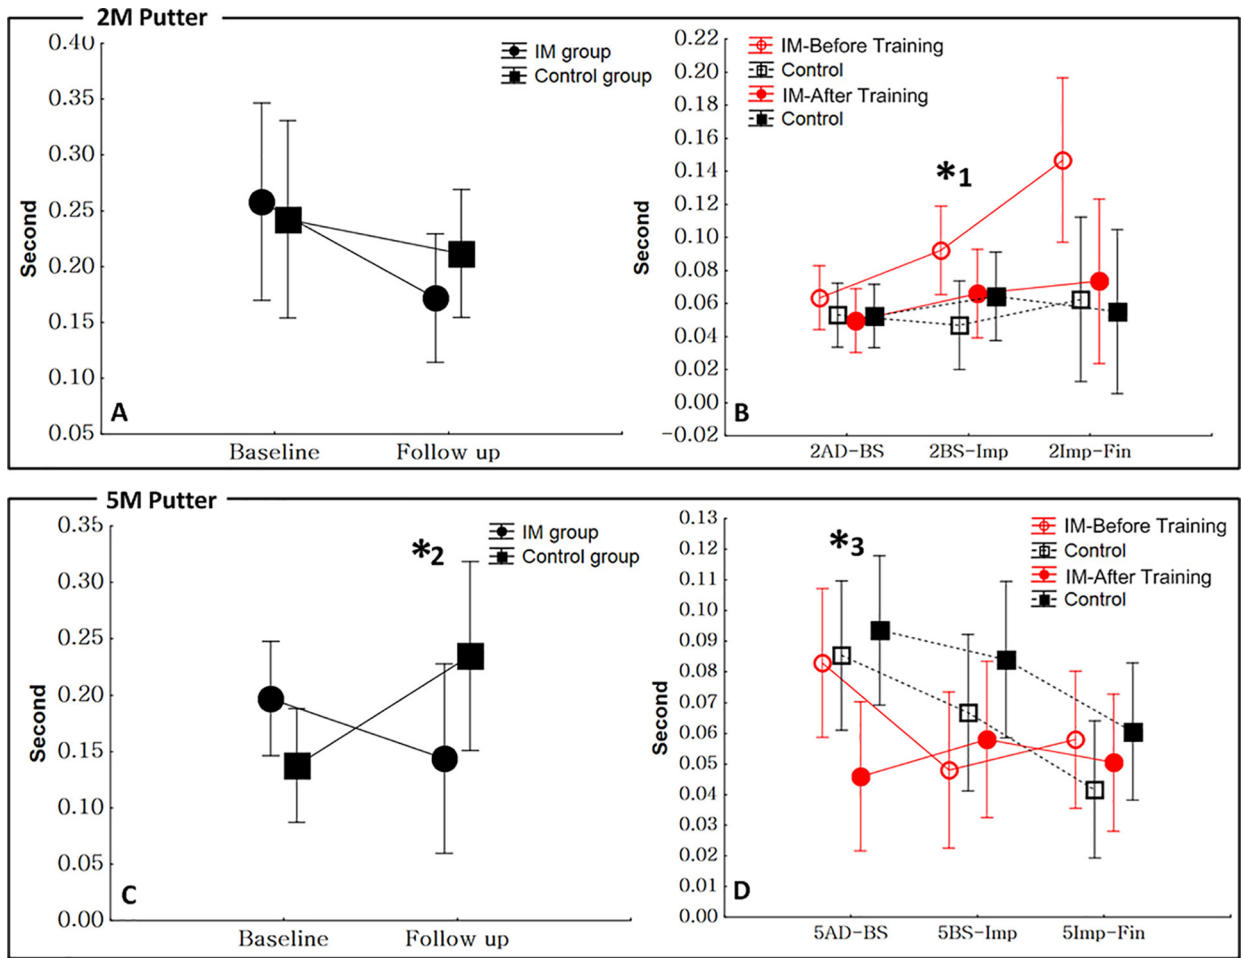 2M Putter
0.40
0.35
0.30
0.25
0.20
0.15
0.10
0.05
Second
IM group
Control group
A
Baseline Follow up
0.22
0.20
0.18
0.16
0.14
0.12
0.10
0.08
0.06
0.04
0.02
0.00
-0.02
Second
IM-Before Training
Control
IM-After Training
Control
*1
B
2AD-BS 2BS-Imp 2Imp-Fin
5M Putter
0.35
0.30
0.25
0.20
0.15
0.10
0.05
0.00
Second
IM group
Control group
*2
C
Baseline Follow up
0.13
0.12
0.11
0.10
0.09
0.08
0.07
0.06
0.05
0.04
0.03
0.02
0.01
0.00
Second
IM-Before Training
Control
IM-After Training
Control
*3
D
5AD-BS 5BS-Imp 5Imp-Fin